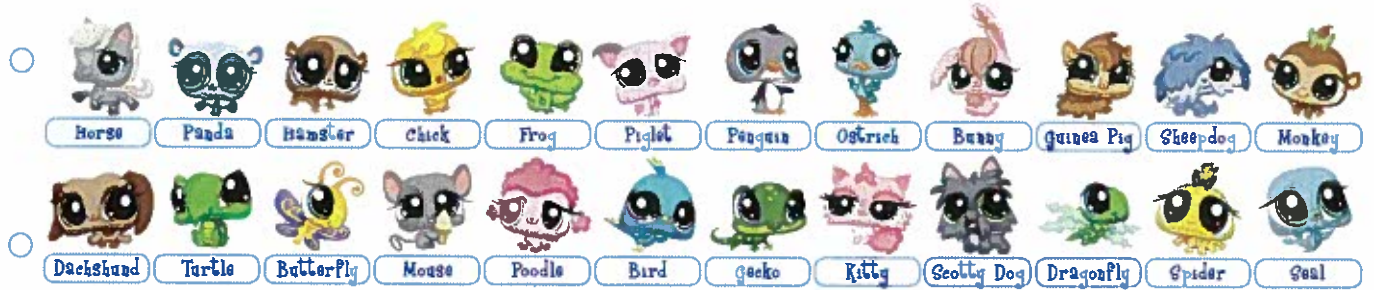 Horse Panda Hamster Chick Frog Piglet Penguin Ostrich Bunny Guinea Pig Sheepdog Monkey
Dachshund Turtle Butterfly Mouse Poodle Bird Gecko Kitty Scotty Dog Dragonfly Spider Seal